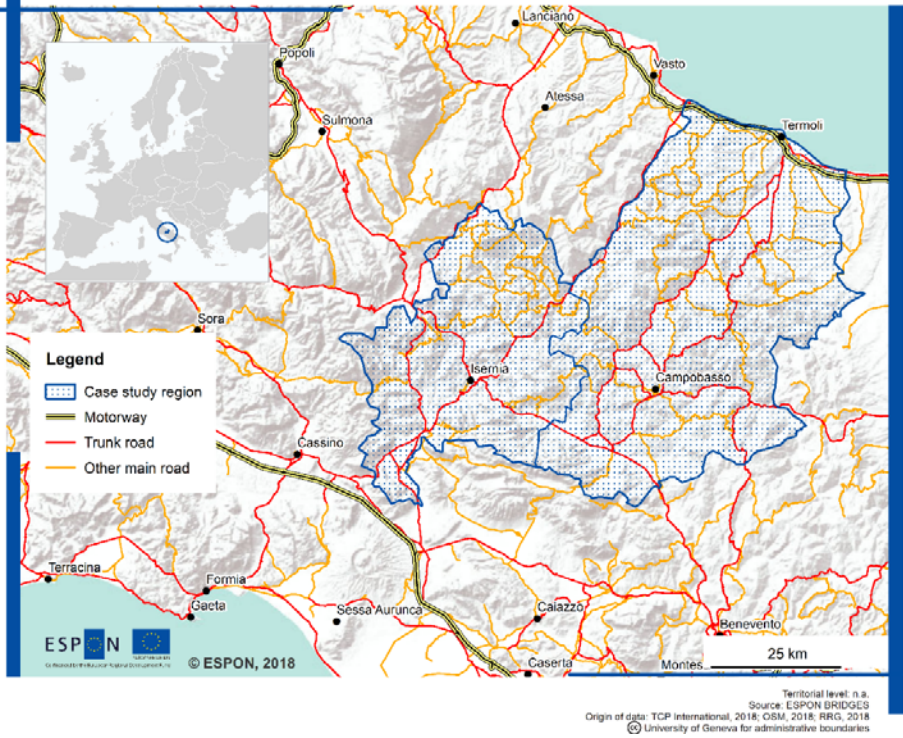 Lanciano
Popoli
Vasto
Atessa
Sulmona
Termoli
Sora
Legend
Case study region
Motorway
Trunk road
Other main road
Isernia
Campobasso
Cassino
Terracina
Formia
Gaeta
Sessa Aurunca
Caiazzo
Benevento
ESPON
© ESPON, 2018
Caserta
Montes
25 km
Territorial level: n.a.
Source: ESPON BRIDGES
Origin of data: TCP International, 2018; OSM, 2018; RRG, 2018
University of Geneva for administrative boundaries